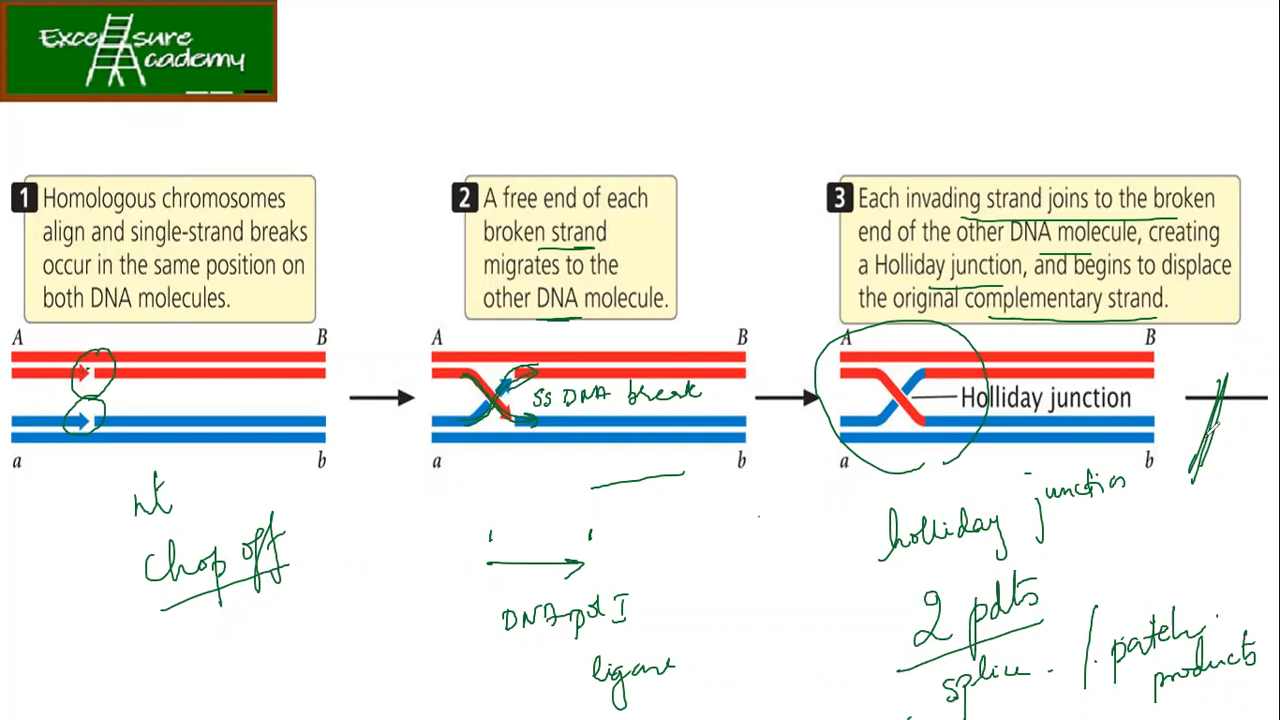 Excel sure
Academy
1 Homologous chromosomes
align and single-strand breaks
occur in the same position on
both DNA molecules.
2 A free end of each
broken strand
migrates to the
other DNA molecule.
3 Each invading strand joins to the broken
end of the other DNA molecule, creating
a Holliday junction, and begins to displace
the original complementary strand.
A B
a b
A B
ss DNA break
a b
A B
Holliday junction
a b
nt
chop off
DNA pol I
ligase
holliday junction
2 pdts
splice / patch
products